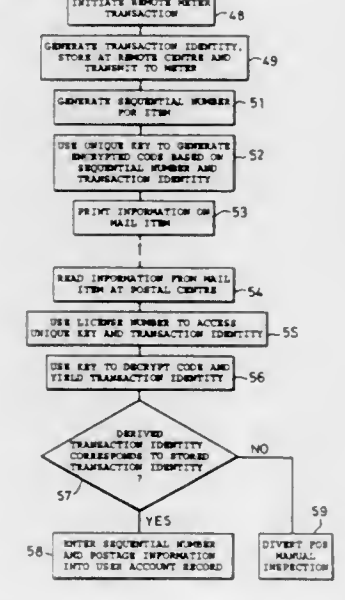 INITIATE REMOTE METER
TRANSACTION
48
GENERATE TRANSACTION IDENTITY.
STORE AT REMOTE CENTRE AND
TRANSMIT TO METER
49
GENERATE SEQUENTIAL NUMBER
FOR ITEM
51
USE UNIQUE KEY TO GENERATE
ENCRYPTED CODE BASED ON
SEQUENTIAL NUMBER AND
TRANSACTION IDENTITY
52
PRINT INFORMATION ON
MAIL ITEM
53
READ INFORMATION FROM MAIL
ITEM AT POSTAL CENTRE
54
USE LICENSE NUMBER TO ACCESS
UNIQUE KEY AND TRANSACTION IDENTITY
55
USE KEY TO DECRYPT CODE AND
YIELD TRANSACTION IDENTITY
56
DERIVED
TRANSACTION IDENTITY
CORRESPONDS TO STORED
TRANSACTION IDENTITY
?
57
NO
YES
58
ENTER SEQUENTIAL NUMBER
AND POSTAGE INFORMATION
INTO USER ACCOUNT RECORD
59
DIVERT FOR
MANUAL
INSPECTION